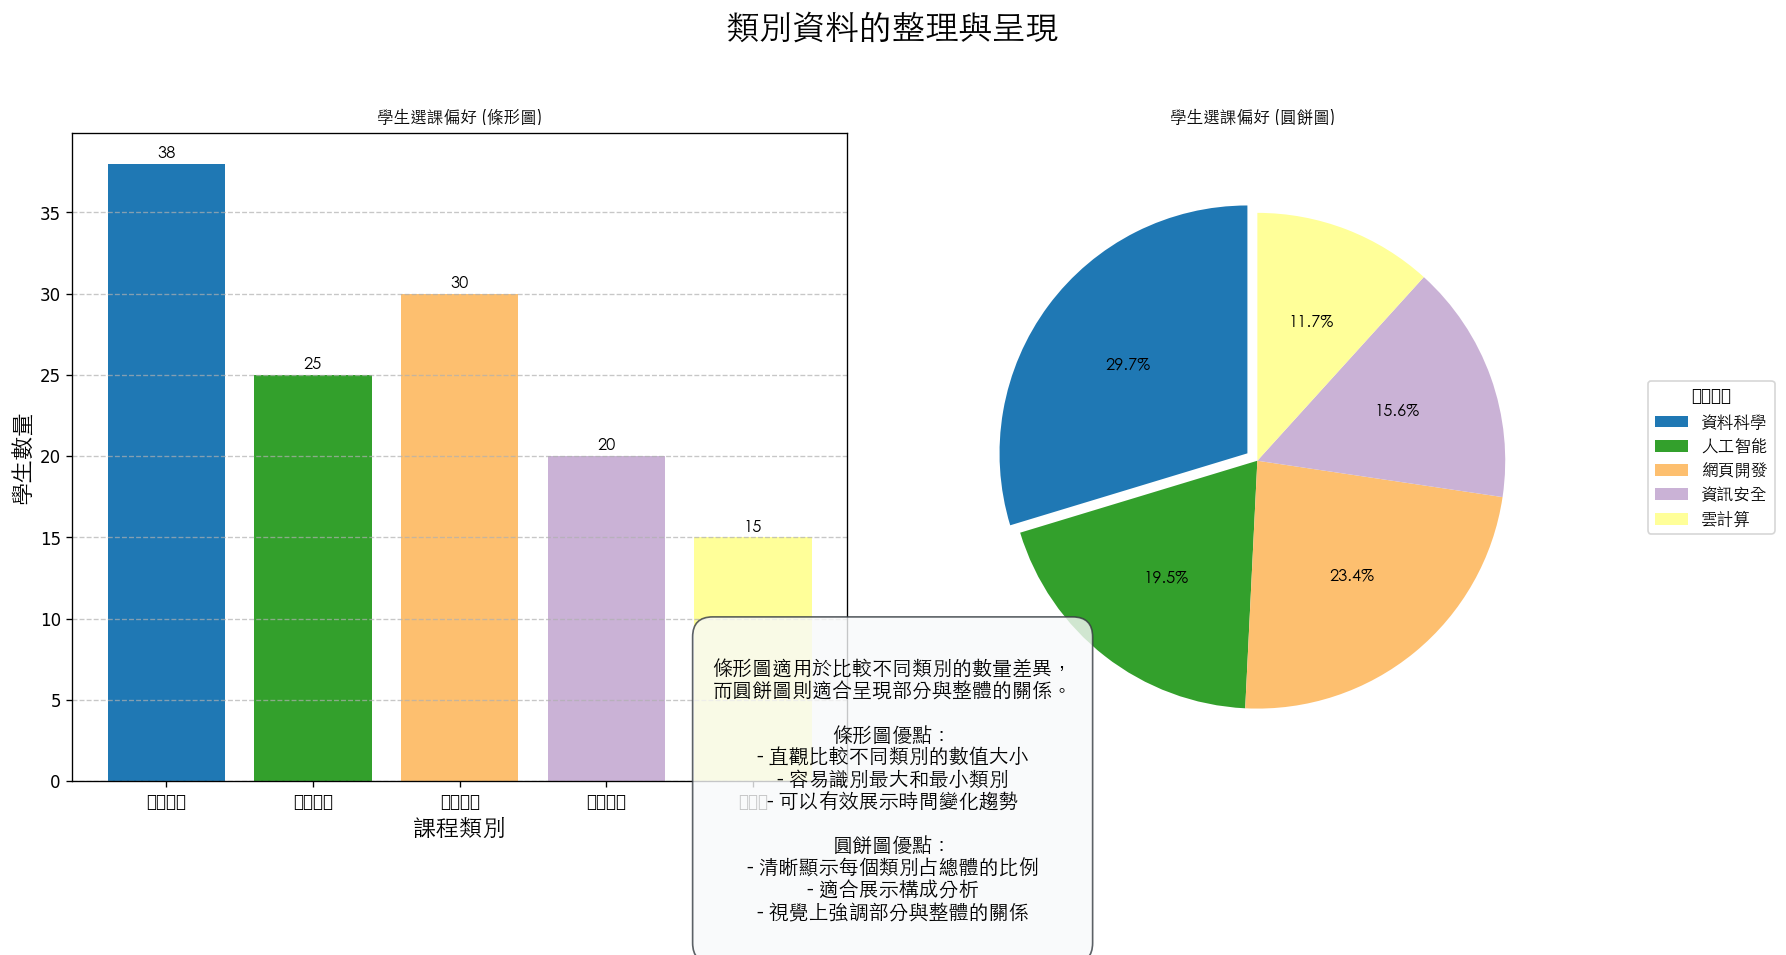 類別資料的整理與呈現
學生選課偏好 (條形圖)
38
25
30
20
15
35
30
25
20
15
10
5
0
學生數量
課程類別
學生選課偏好 (圓餅圖)
29.7%
11.7%
15.6%
23.4%
19.5%
資料科學
人工智能
網頁開發
資訊安全
雲計算
條形圖適用於比較不同類別的數量差異，
而圓餅圖則適合呈現部分與整體的關係。
條形圖優點：
- 直觀比較不同類別的數值大小
- 容易識別最大和最小類別
- 可以有效展示時間變化趨勢
圓餅圖優點：
- 清晰顯示每個類別占總體的比例
- 適合展示構成分析
- 視覺上強調部分與整體的關係